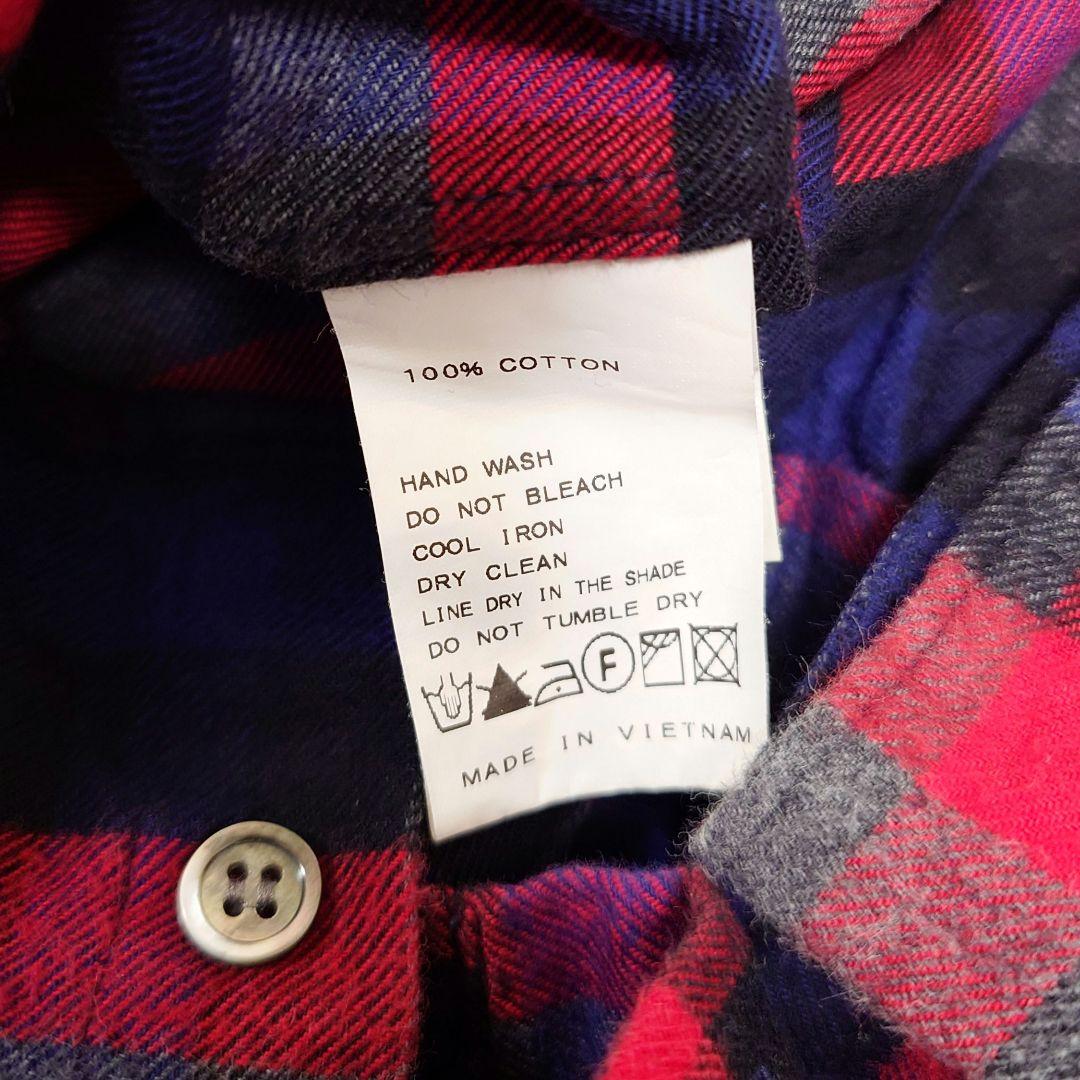 100% COTTON
HAND WASH
DO NOT BLEACH
COOL IRON
DRY CLEAN
LINE DRY IN THE SHADE
DO NOT TUMBLE DRY
F
MADE IN VIETNAM